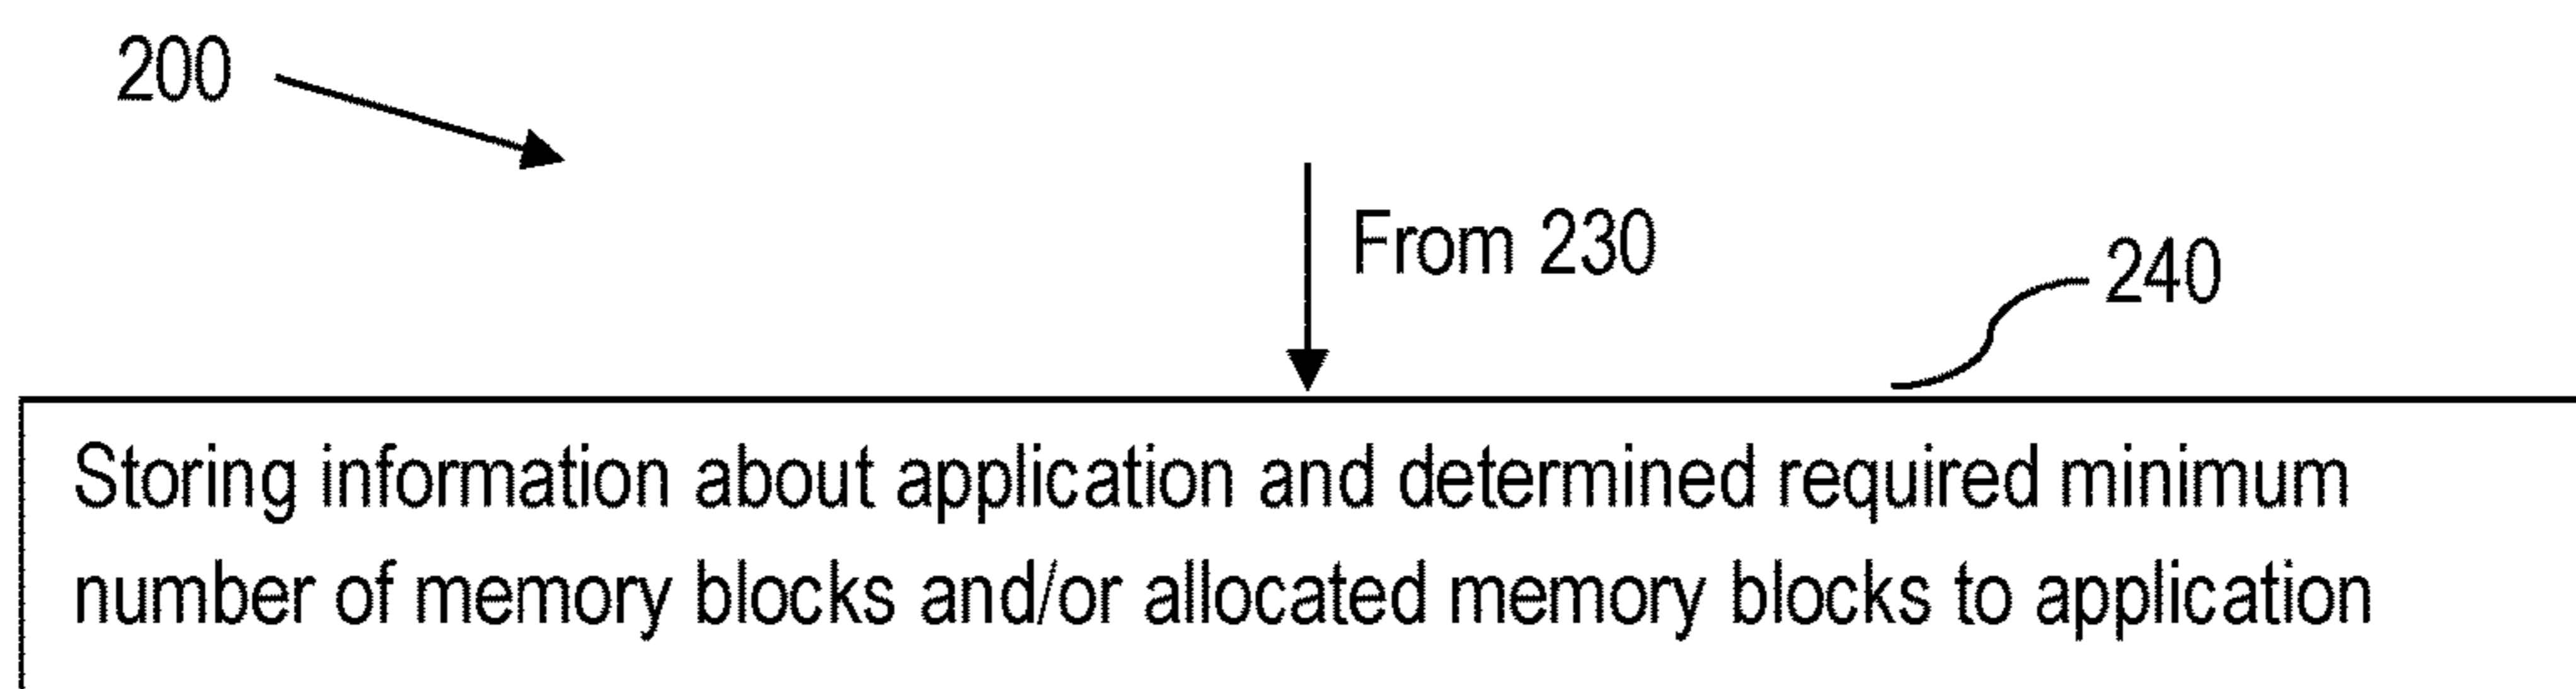 200
From 230
240
Storing information about application and determined required minimum
number of memory blocks and/or allocated memory blocks to application